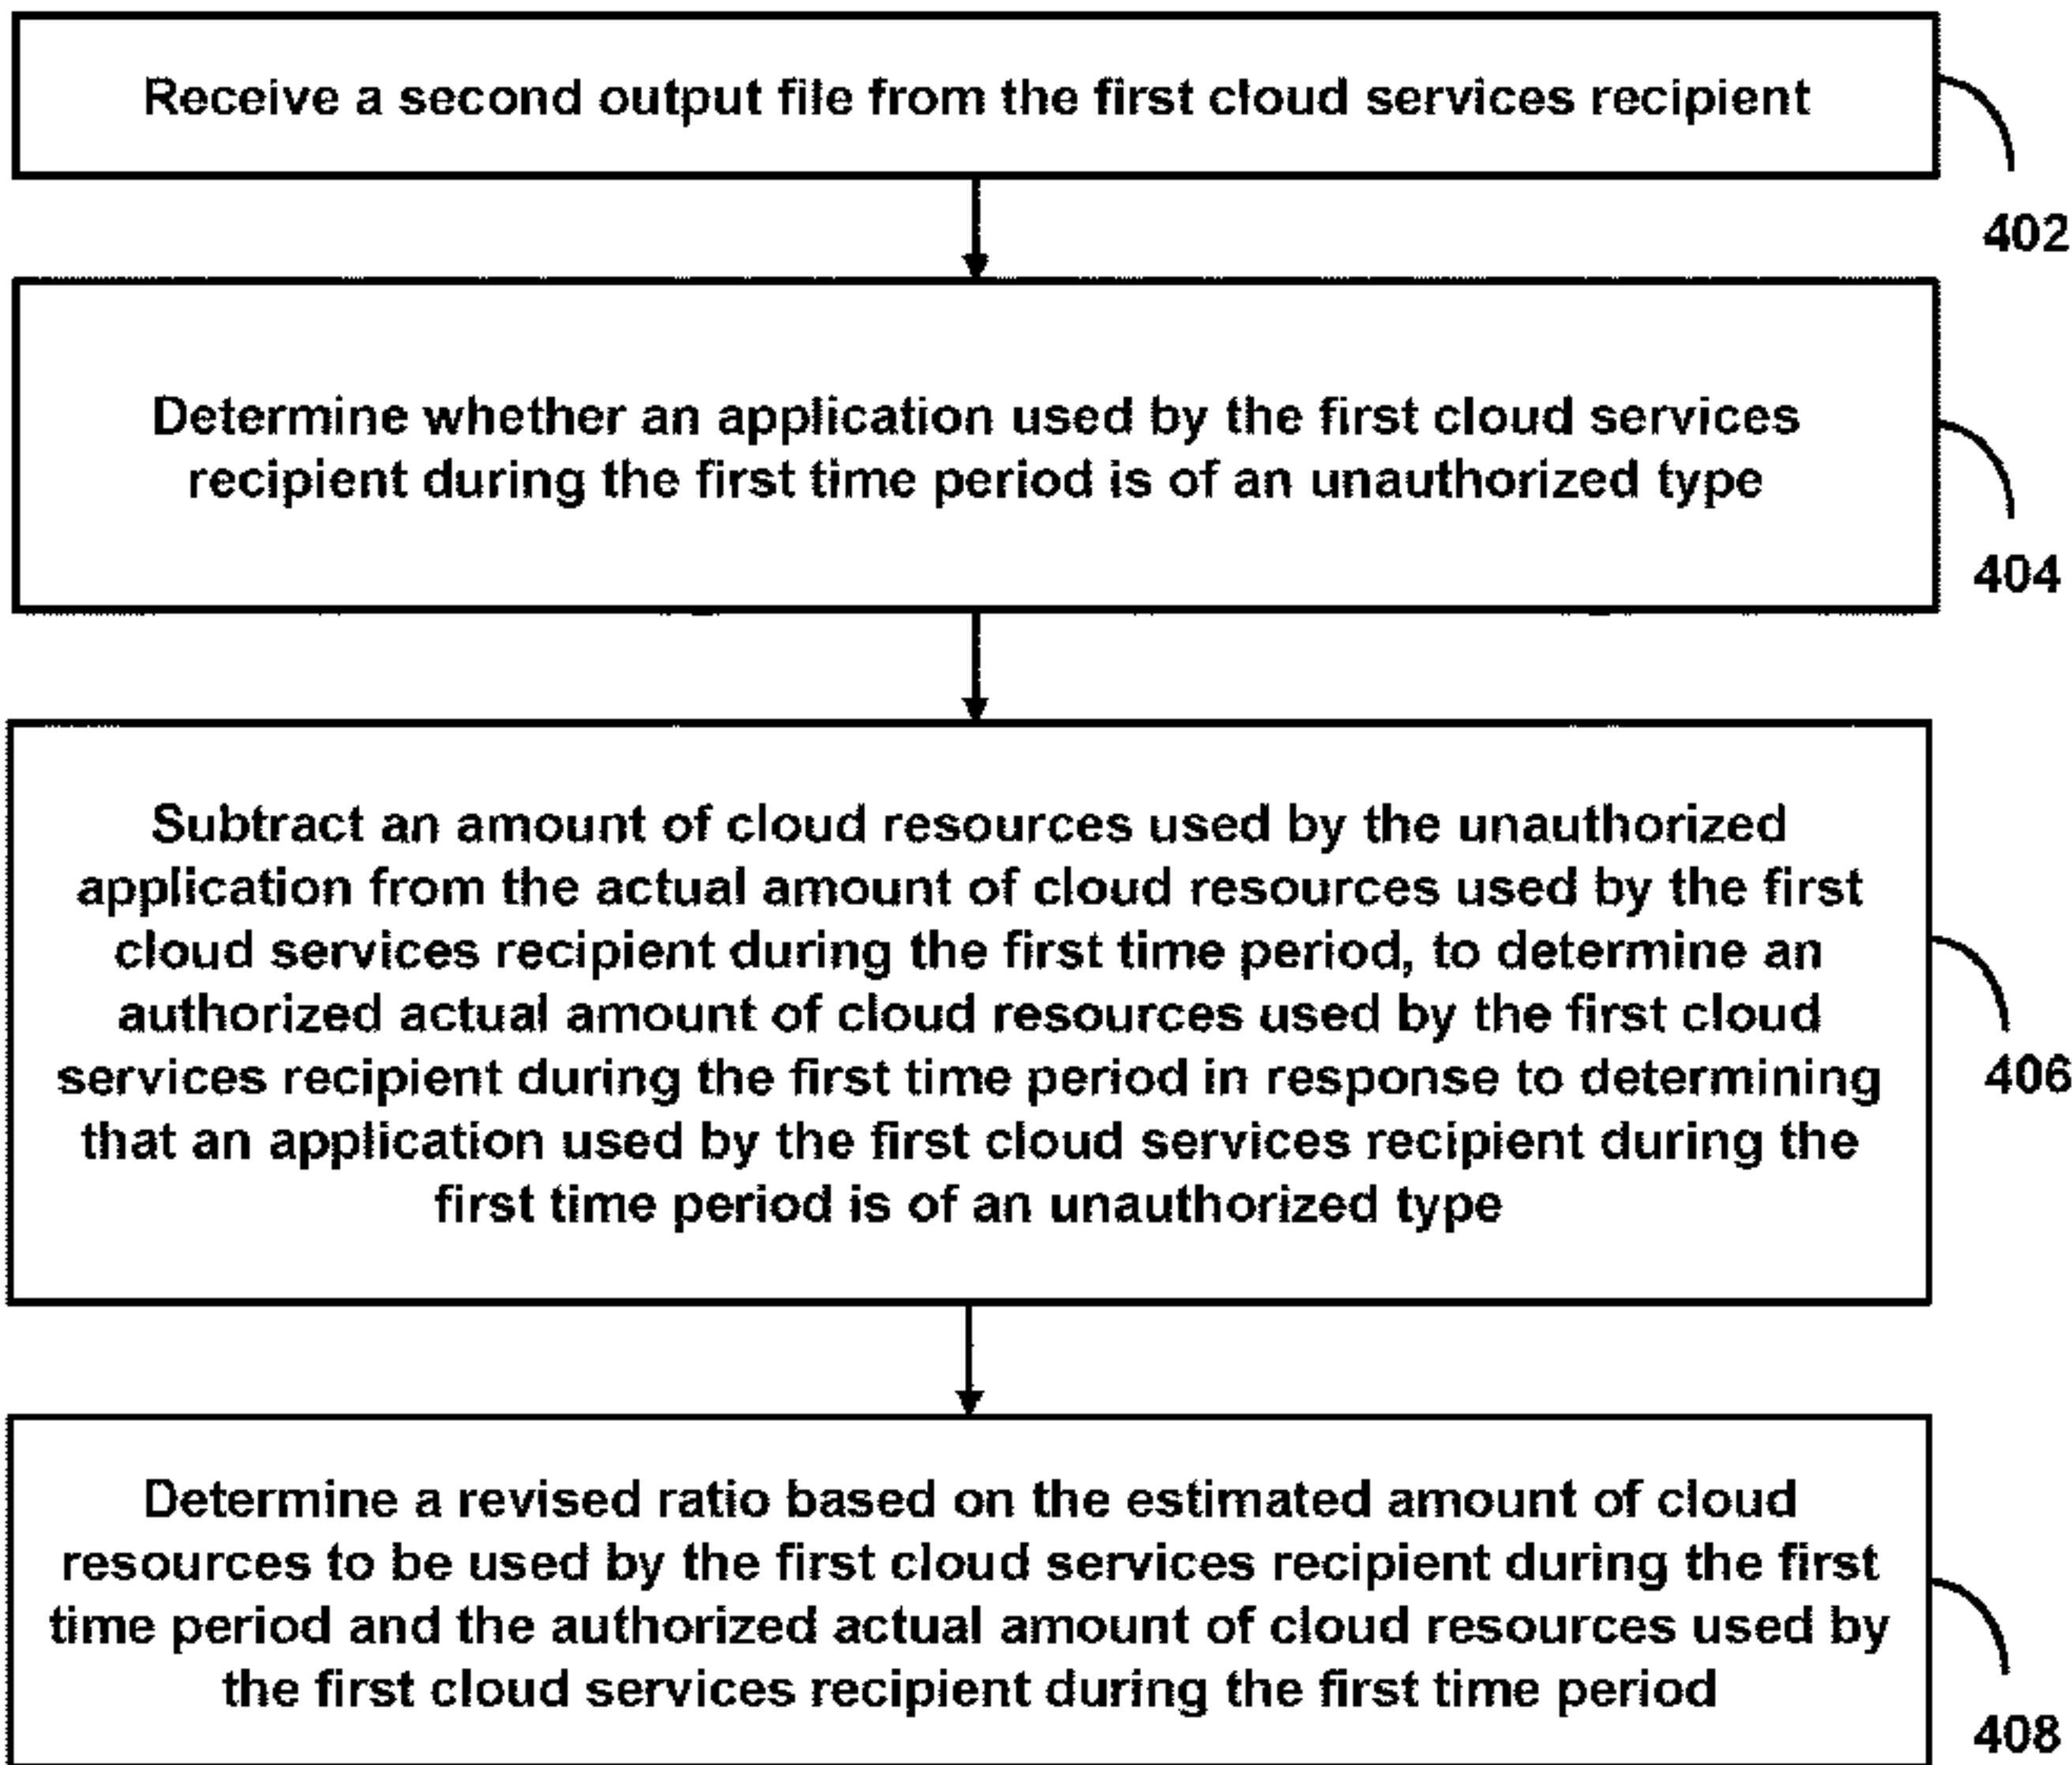 Receive a second output file from the first cloud services recipient
402
Determine whether an application used by the first cloud services
recipient during the first time period is of an unauthorized type
404
Subtract an amount of cloud resources used by the unauthorized
application from the actual amount of cloud resources used by the first
cloud services recipient during the first time period, to determine an
authorized actual amount of cloud resources used by the first cloud
services recipient during the first time period in response to determining
that an application used by the first cloud services recipient during the
first time period is of an unauthorized type
406
Determine a revised ratio based on the estimated amount of cloud
resources to be used by the first cloud services recipient during the first
time period and the authorized actual amount of cloud resources used by
the first cloud services recipient during the first time period
408